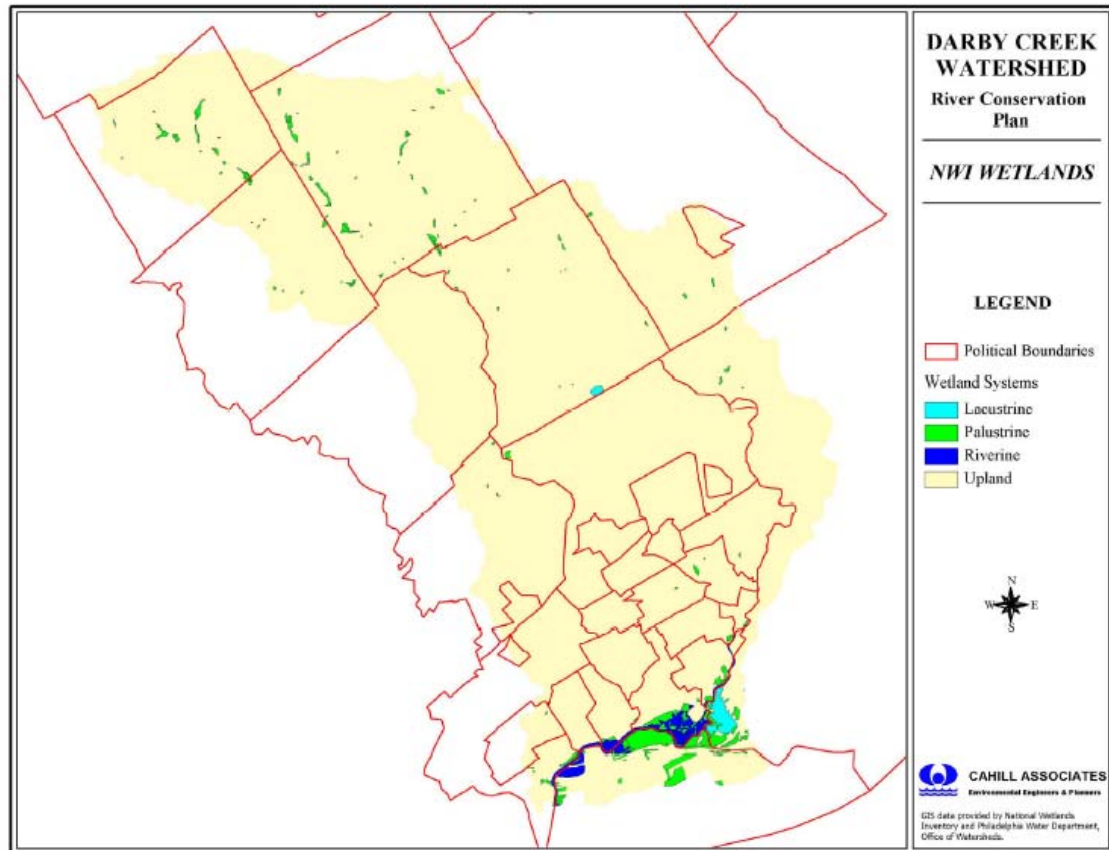 DARBY CREEK
WATERSHED
River Conservation
Plan
NWI WETLANDS
LEGEND
Political Boundaries
Wetland Systems
Lacustrine
Palustrine
Riverine
Upland
N
W E
S
CAHILL ASSOCIATES
Environmental Engineers & Planners
GIS data provided by National Wetlands
Inventory and Philadelphia Water Department,
Office of Watersheds.